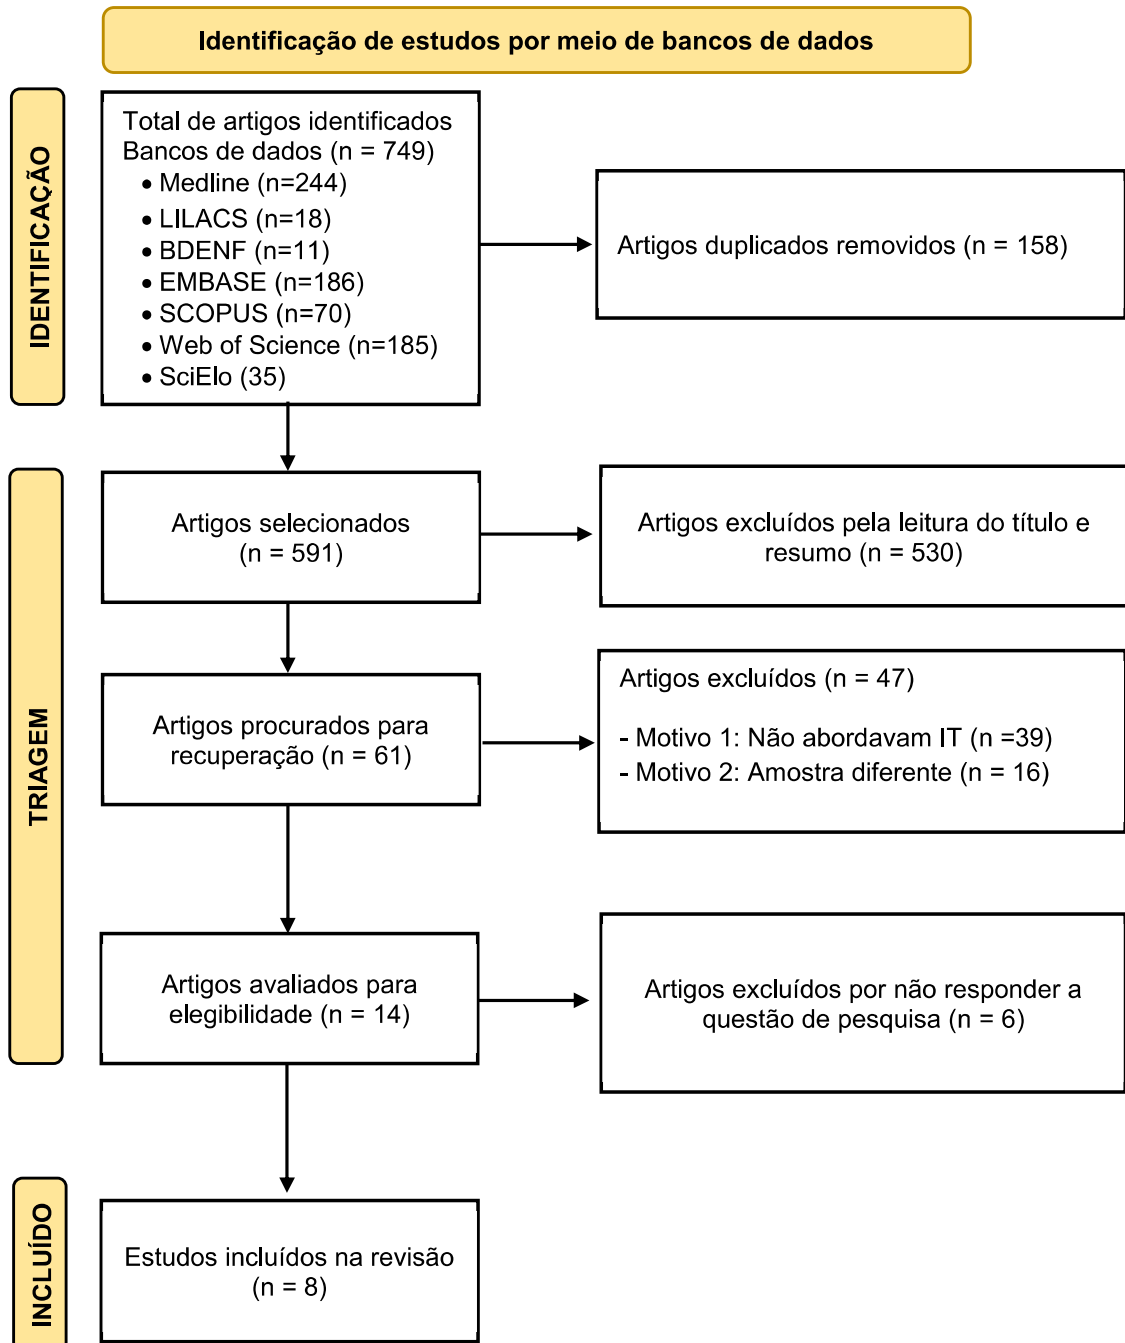 Identificação de estudos por meio de bancos de dados
IDENTIFICAÇÃO
Total de artigos identificados
Bancos de dados (n = 749)
• Medline (n=244)
• LILACS (n=18)
• BDENF (n=11)
• EMBASE (n=186)
• SCOPUS (n=70)
• Web of Science (n=185)
• SciElo (35)
Artigos duplicados removidos (n = 158)
TRIAGEM
Artigos selecionados
(n = 591)
Artigos excluídos pela leitura do título e
resumo (n = 530)
Artigos procurados para
recuperação (n = 61)
Artigos excluídos (n = 47)
- Motivo 1: Não abordavam IT (n =39)
- Motivo 2: Amostra diferente (n = 16)
Artigos avaliados para
elegibilidade (n = 14)
Artigos excluídos por não responder a
questão de pesquisa (n = 6)
INCLUÍDO
Estudos incluídos na revisão
(n = 8)